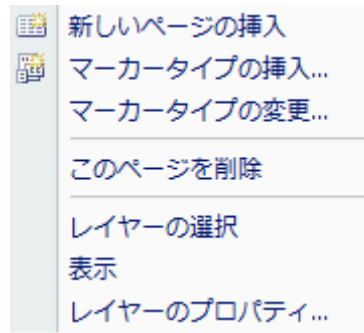 新しいページの挿入
マーカータイプの挿入...
マーカータイプの変更...
このページを削除
レイヤーの選択
表示
レイヤーのプロパティ...